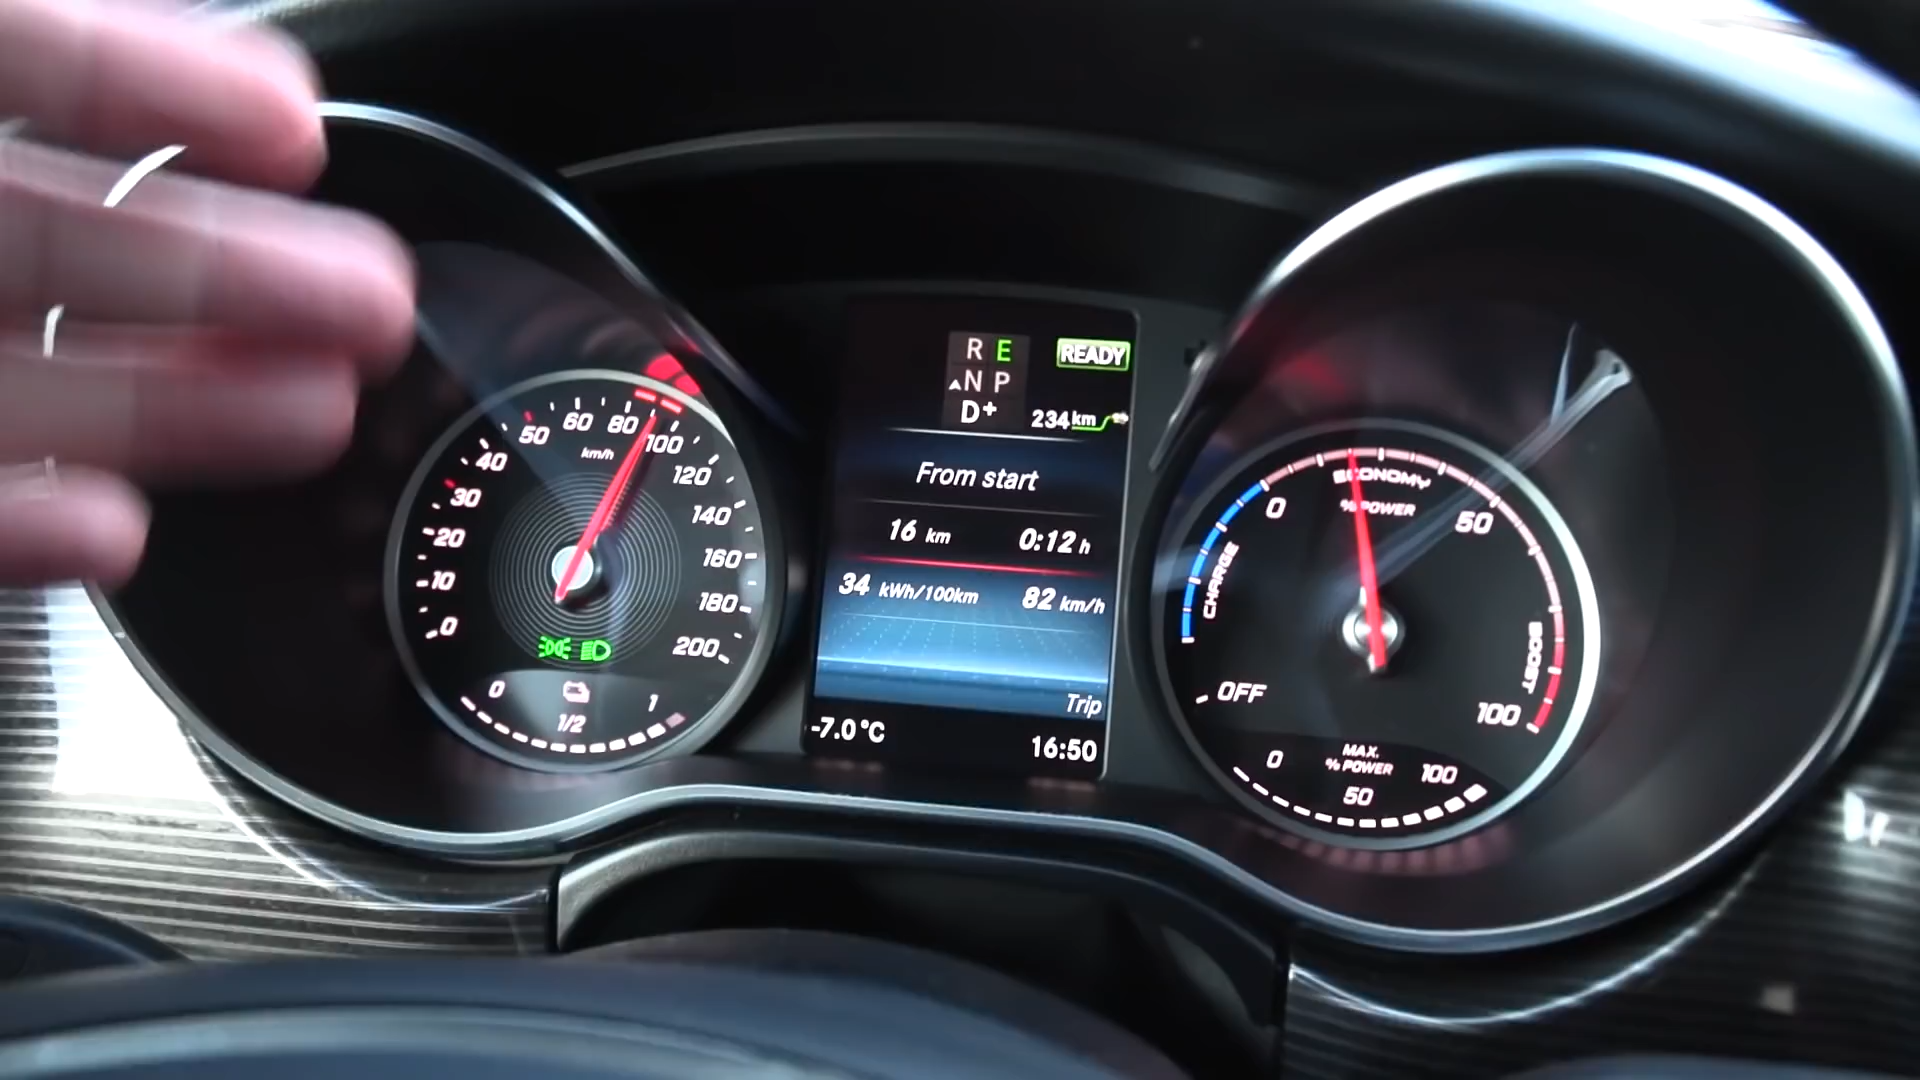 R E
N P
D+
READY
234 km
From start
16 km 0:12 h
34 kWh/100km 82 km/h
Trip
-7.0 °C
16:50
0
10
20
30
40
50
60
80
100
120
140
160
180
200
km/h
0 1/2 1
CHARGE
0
ECONOMY
% POWER
50
BOOST
100
OFF
MAX.
% POWER
0 50 100